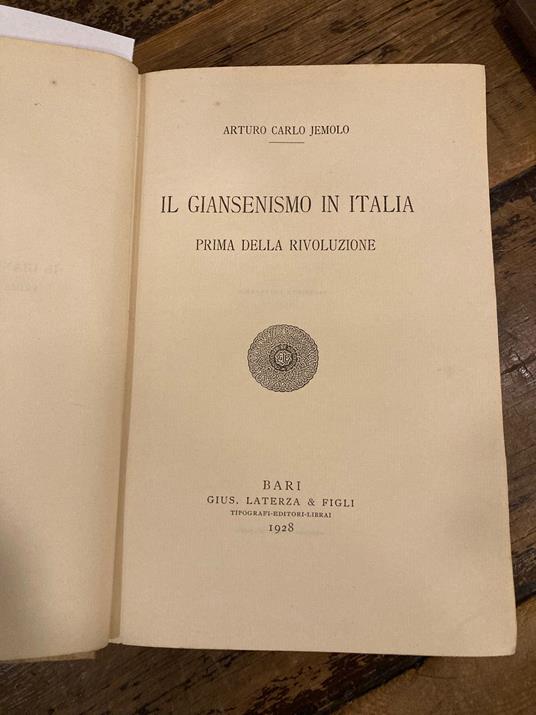 ARTURO CARLO JEMOLO
IL GIANSENISMO IN ITALIA
PRIMA DELLA RIVOLUZIONE
BARI
GIUS. LATERZA & FIGLI
TIPOGRAFI-EDITORI-LIBRAI
1928